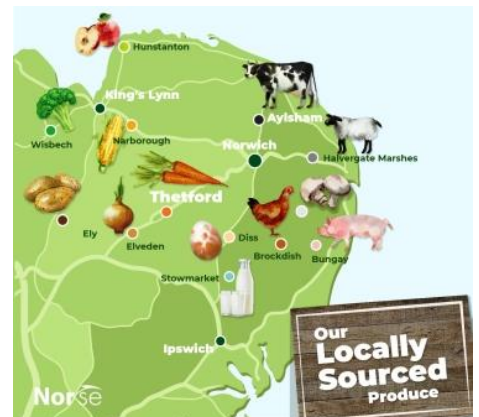 Hunstanton
King's Lynn
Aylsham
Wisbech
Narborough
Norwich
Halvergate Marshes
Thetford
Ely
Elveden
Diss
Brockdish
Bungay
Stowmarket
Ipswich
Our
Locally
Sourced
Produce
Norse